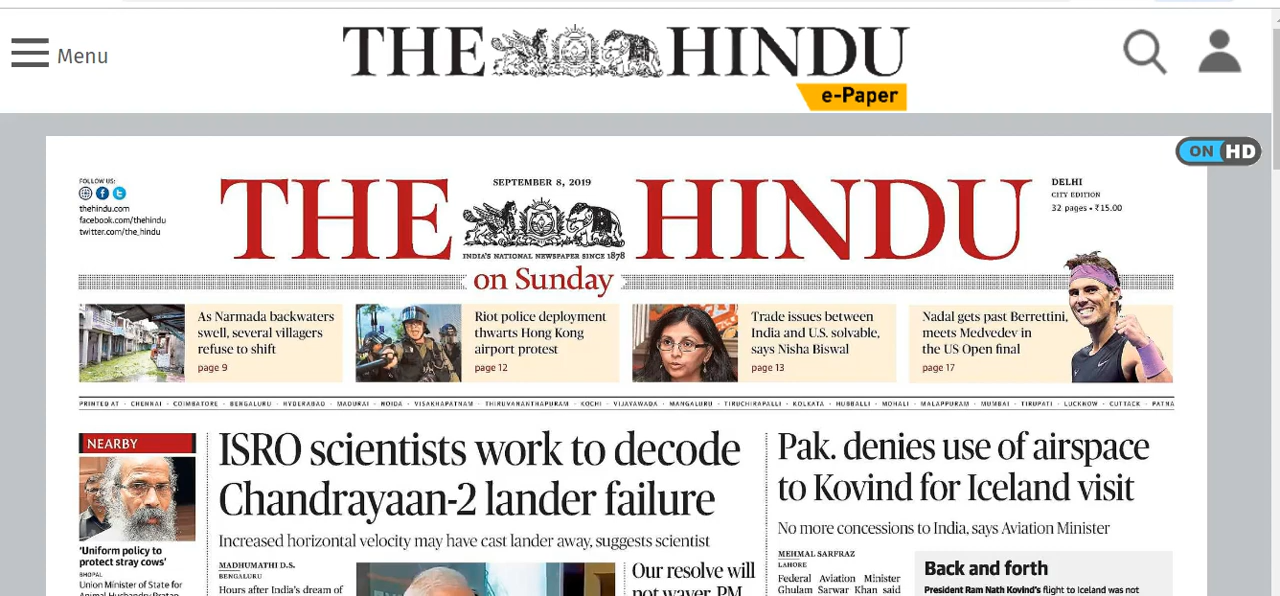 Menu
THE HINDU
e-Paper
ON HD
FOLLOW US:
thehindu.com
facebook.com/thehindu
twitter.com/the_hindu
SEPTEMBER 8, 2019
THE HINDU
INDIA'S NATIONAL NEWSPAPER SINCE 1878
on Sunday
DELHI
CITY EDITION
32 pages • ₹15.00
As Narmada backwaters
swell, several villagers
refuse to shift
page 9
Riot police deployment
thwarts Hong Kong
airport protest
page 12
Trade issues between
India and U.S. solvable,
says Nisha Biswal
page 13
Nadal gets past Berrettini,
meets Medvedev in
the US Open final
page 17
PRINTED AT · CHENNAI · COIMBATORE · BENGALURU · HYDERABAD · MADURAI · NOIDA · VISAKHAPATNAM · THIRUVANANTHAPURAM · KOCHI · VIJAYAWADA · MANGALURU · TIRUCHIRAPALLI · KOLKATA · HUBBALLI · MOHALI · MALAPPURAM · MUMBAI · TIRUPATI · LUCKNOW · CUTTACK · PATNA
NEARBY
'Uniform policy to
protect stray cows'
BHOPAL
Union Minister of State for
Animal Husbandry Pratap
ISRO scientists work to decode
Chandrayaan-2 lander failure
Increased horizontal velocity may have cast lander away, suggests scientist
MADHUMATHI D.S.
BENGALURU
Hours after India's dream of
Our resolve will
not waver, PM
Pak. denies use of airspace
to Kovind for Iceland visit
No more concessions to India, says Aviation Minister
MEHMAL SARFRAZ
LAHORE
Federal Aviation Minister
Ghulam Sarwar Khan said
Back and forth
President Ram Nath Kovind's flight to Iceland was not